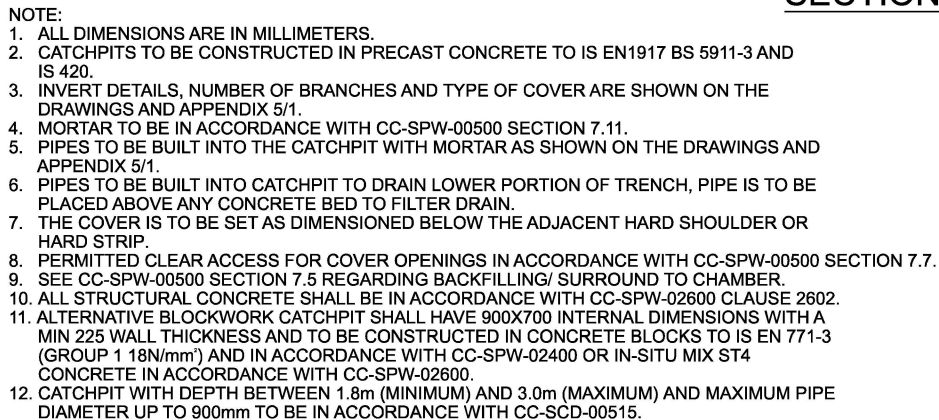 SECTION
NOTE:
1. ALL DIMENSIONS ARE IN MILLIMETERS.
2. CATCHPITS TO BE CONSTRUCTED IN PRECAST CONCRETE TO IS EN1917 BS 5911-3 AND
IS 420.
3. INVERT DETAILS, NUMBER OF BRANCHES AND TYPE OF COVER ARE SHOWN ON THE
DRAWINGS AND APPENDIX 5/1.
4. MORTAR TO BE IN ACCORDANCE WITH CC-SPW-00500 SECTION 7.11.
5. PIPES TO BE BUILT INTO THE CATCHPIT WITH MORTAR AS SHOWN ON THE DRAWINGS AND
APPENDIX 5/1.
6. PIPES TO BE BUILT INTO CATCHPIT TO DRAIN LOWER PORTION OF TRENCH, PIPE IS TO BE
PLACED ABOVE ANY CONCRETE BED TO FILTER DRAIN.
7. THE COVER IS TO BE SET AS DIMENSIONED BELOW THE ADJACENT HARD SHOULDER OR
HARD STRIP.
8. PERMITTED CLEAR ACCESS FOR COVER OPENINGS IN ACCORDANCE WITH CC-SPW-00500 SECTION 7.7.
9. SEE CC-SPW-00500 SECTION 7.5 REGARDING BACKFILLING/ SURROUND TO CHAMBER.
10. ALL STRUCTURAL CONCRETE SHALL BE IN ACCORDANCE WITH CC-SPW-02600 CLAUSE 2602.
11. ALTERNATIVE BLOCKWORK CATCHPIT SHALL HAVE 900X700 INTERNAL DIMENSIONS WITH A
MIN 225 WALL THICKNESS AND TO BE CONSTRUCTED IN CONCRETE BLOCKS TO IS EN 771-3
(GROUP 1 18N/mm²) AND IN ACCORDANCE WITH CC-SPW-02400 OR IN-SITU MIX ST4
CONCRETE IN ACCORDANCE WITH CC-SPW-02600.
12. CATCHPIT WITH DEPTH BETWEEN 1.8m (MINIMUM) AND 3.0m (MAXIMUM) AND MAXIMUM PIPE
DIAMETER UP TO 900mm TO BE IN ACCORDANCE WITH CC-SCD-00515.